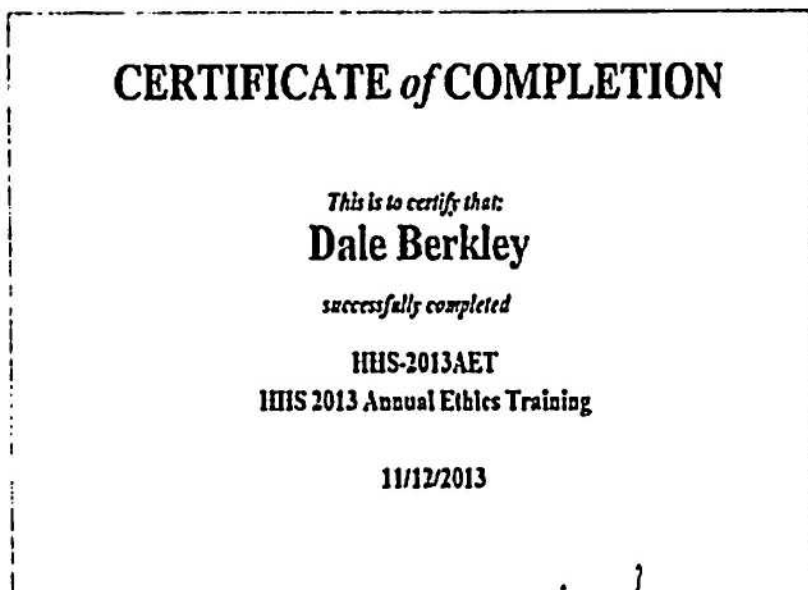 CERTIFICATE of COMPLETION
This is to certify that:
Dale Berkley
successfully completed
HHS-2013AET
HHS 2013 Annual Ethics Training
11/12/2013